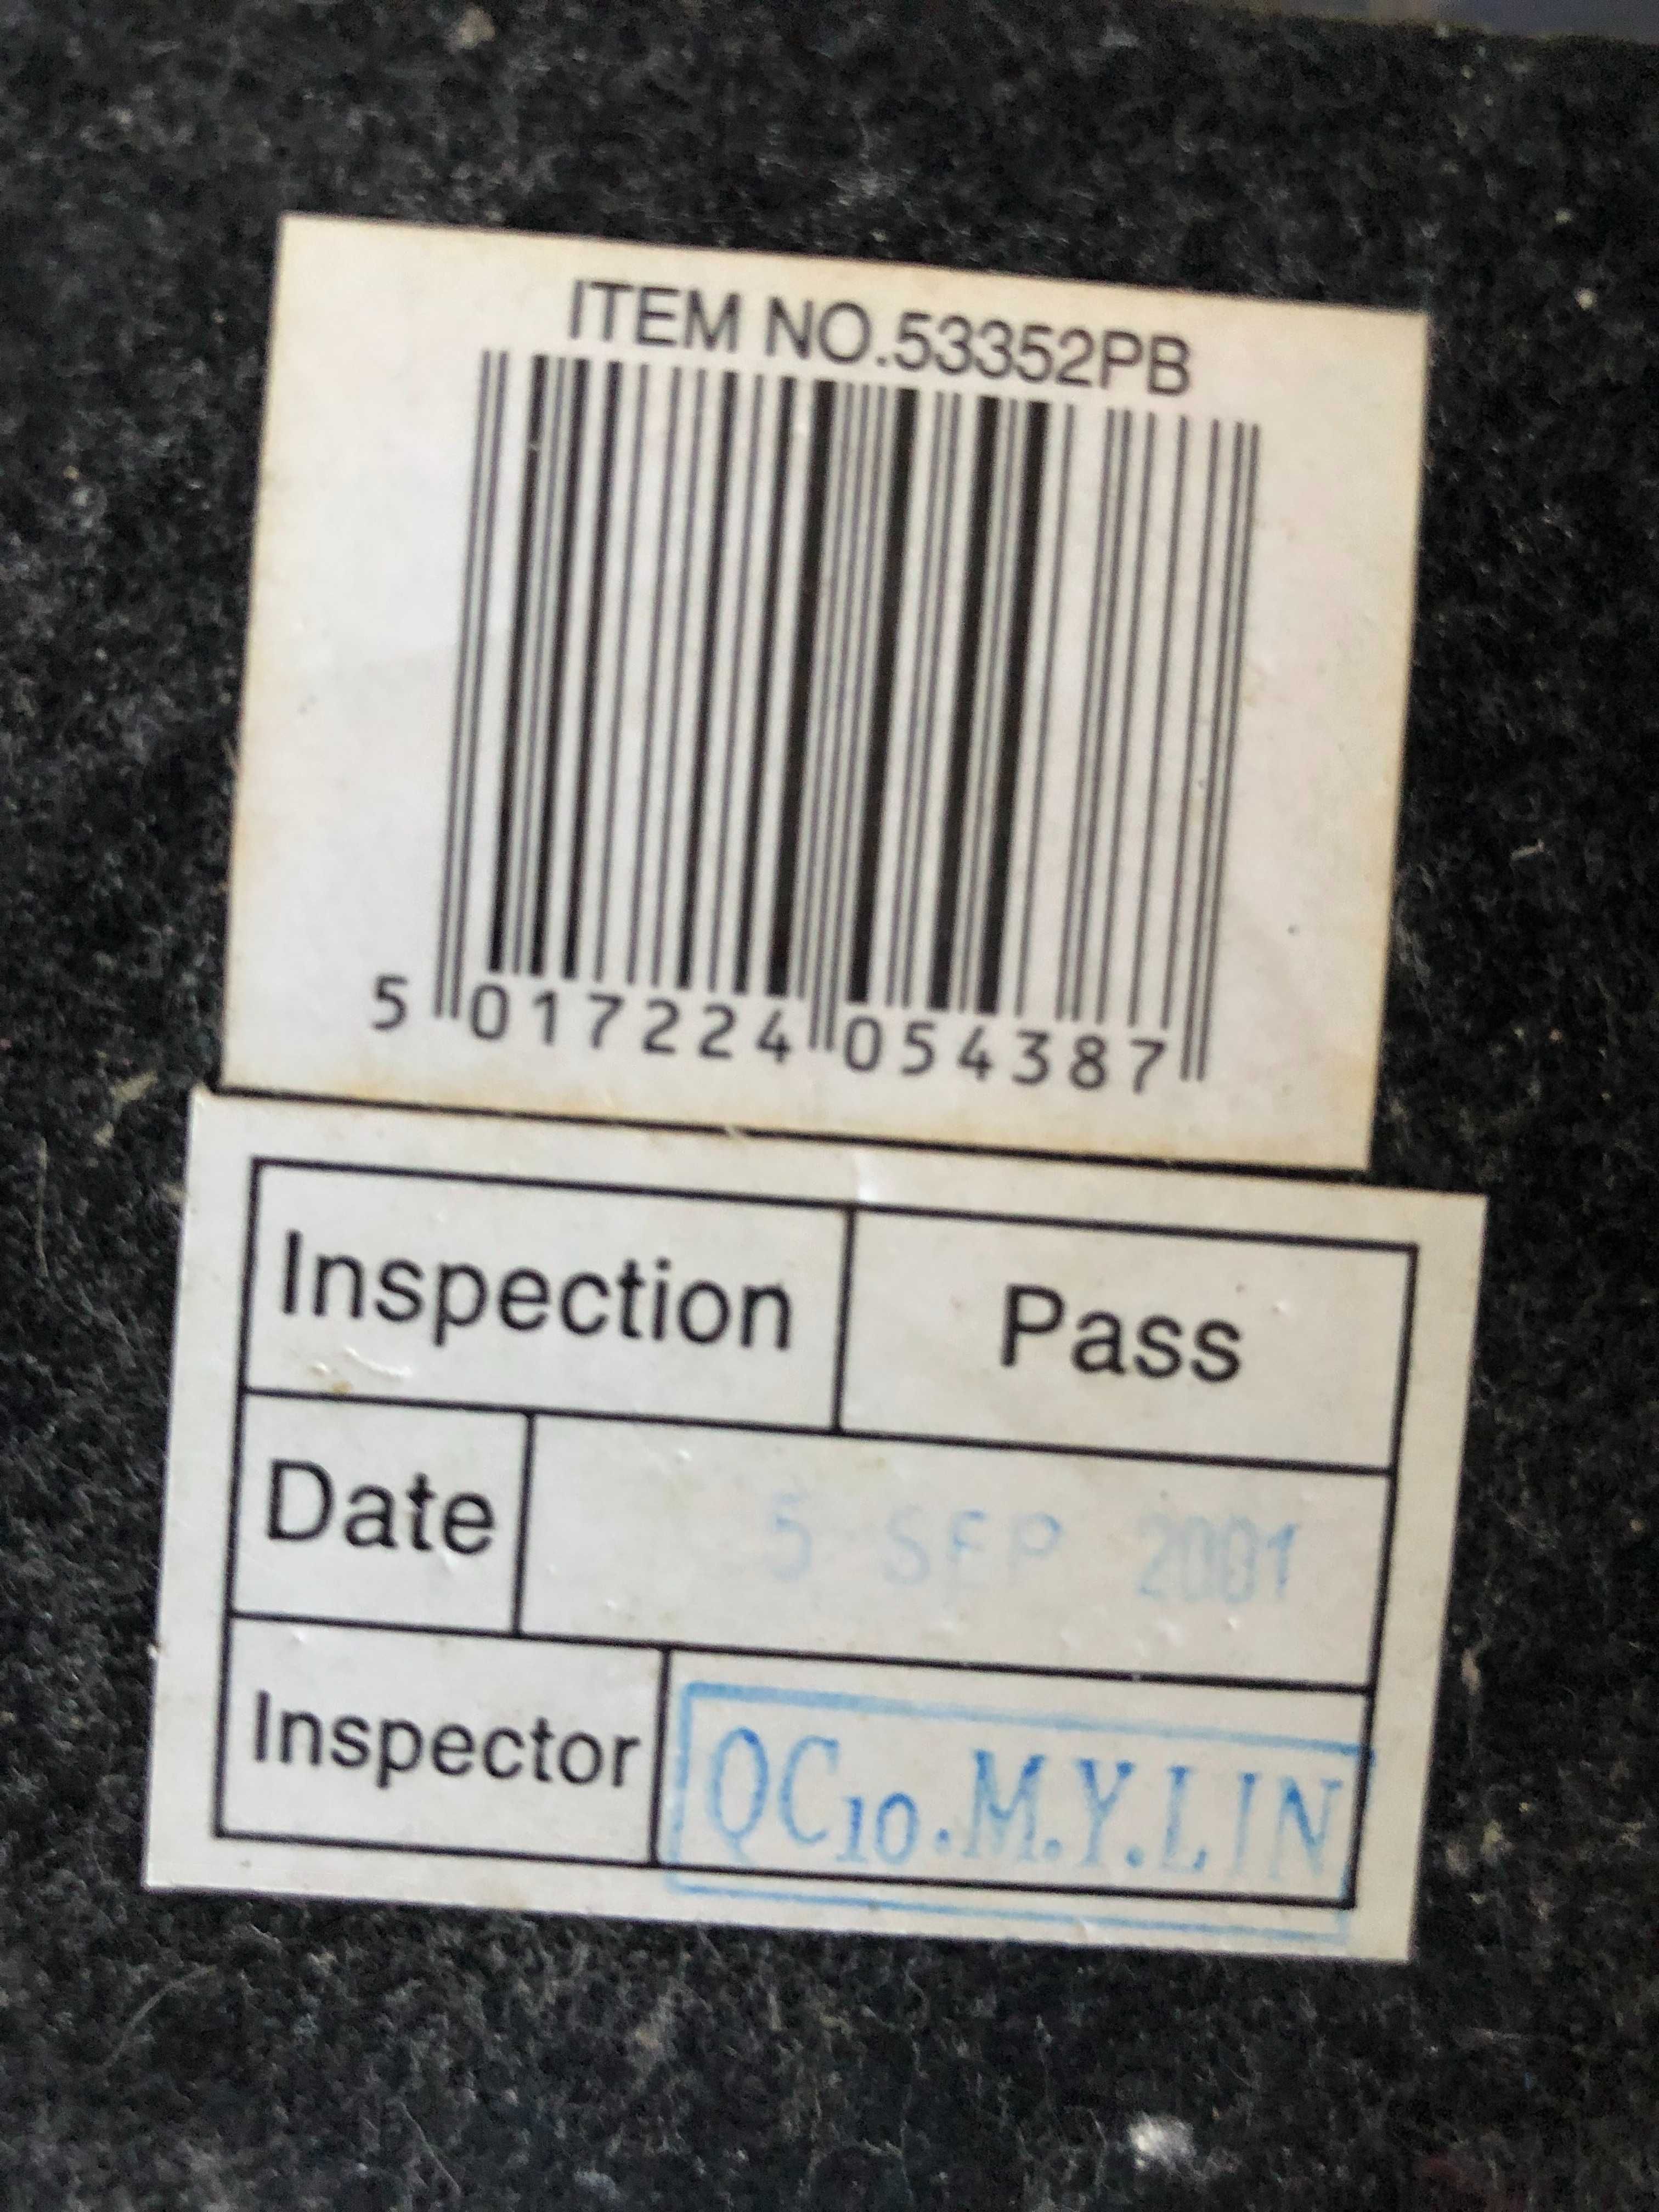 ITEM NO.53352PB
5 017224 054387
Inspection Pass
Date 5 SEP 2001
Inspector QC10.M.Y.LIN